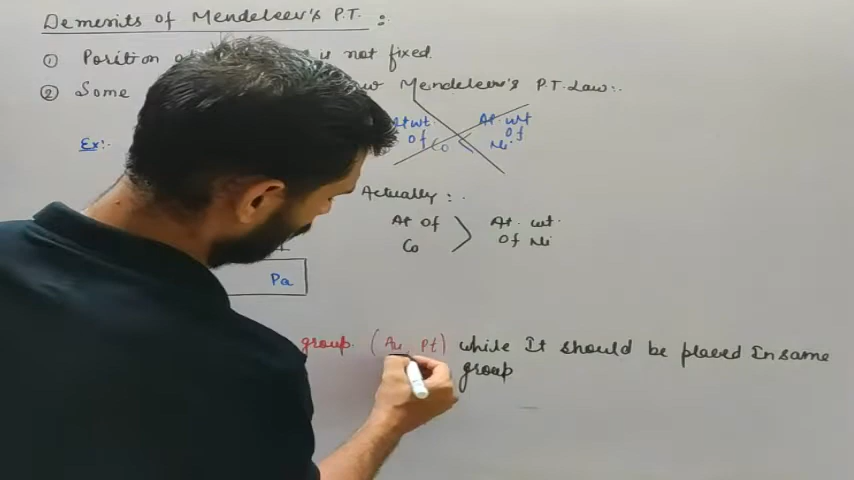 Demerits of Mendeleev's P.T. :
① Position is not fixed.
② Some Mendeleev's P.T. Law:.
Ex:- At wt of Co < At. wt of Ni
Actually :.
At of Co > At. wt. of Ni
Pa
group. (Au, Pt) while It should be placed In same
group